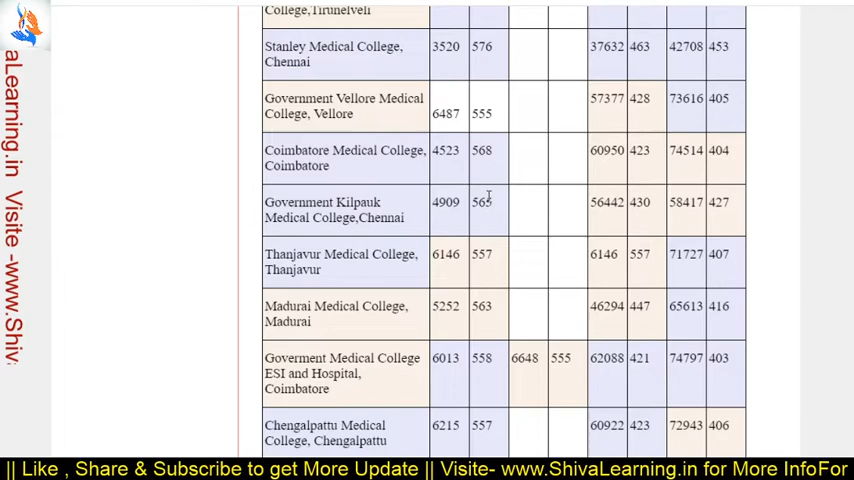 College,Tirunelveli
Stanley Medical College, 3520 576 37632 463 42708 453
Chennai
Government Vellore Medical 57377 428 73616 405
College, Vellore 6487 555
Coimbatore Medical College, 4523 568 60950 423 74514 404
Coimbatore
Government Kilpauk 4909 565 56442 430 58417 427
Medical College,Chennai
Thanjavur Medical College, 6146 557 6146 557 71727 407
Thanjavur
Madurai Medical College, 5252 563 46294 447 65613 416
Madurai
Goverment Medical College 6013 558 6648 555 62088 421 74797 403
ESI and Hospital,
Coimbatore
Chengalpattu Medical 6215 557 60922 423 72943 406
College, Chengalpattu
aLearning.in Visite -www.Shiv
|| Like , Share & Subscribe to get More Update || Visite- www.ShivaLearning.in for More InfoFor